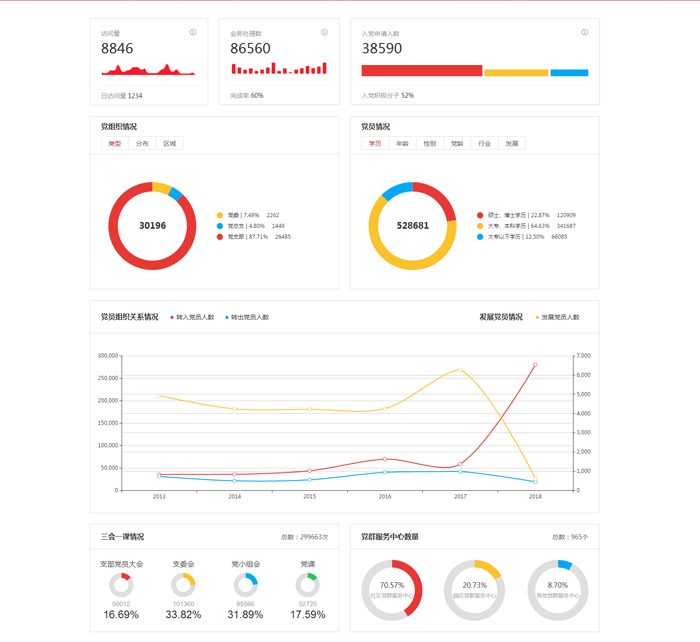 访问量
8846
日访问量 1234
业务处理数
86560
完成率 60%
入党申请人数
38590
入党积极分子 52%
党组织情况
类型 分布 区域
30196
党委 | 7.49% 2262
党总支 | 4.80% 1449
党支部 | 87.71% 26485
党员情况
学历 年龄 性别 党龄 行业 发展
528681
硕士、博士学历 | 22.87% 120909
大专、本科学历 | 64.63% 341687
大专以下学历 | 12.50% 66085
党员组织关系情况 转入党员人数 转出党员人数 发展党员情况 发展党员人数
300,000 7,000
250,000 6,000
200,000 5,000
150,000 4,000
100,000 3,000
50,000 2,000
0 1,000
0
2013 2014 2015 2016 2017 2018
三会一课情况 总数：299663次
支部党员大会 支委会 党小组会 党课
50012 101360 95566 52725
16.69% 33.82% 31.89% 17.59%
党群服务中心数量 总数：965个
70.57% 20.73% 8.70%
社区党群服务中心 园区党群服务中心 其他党群服务中心